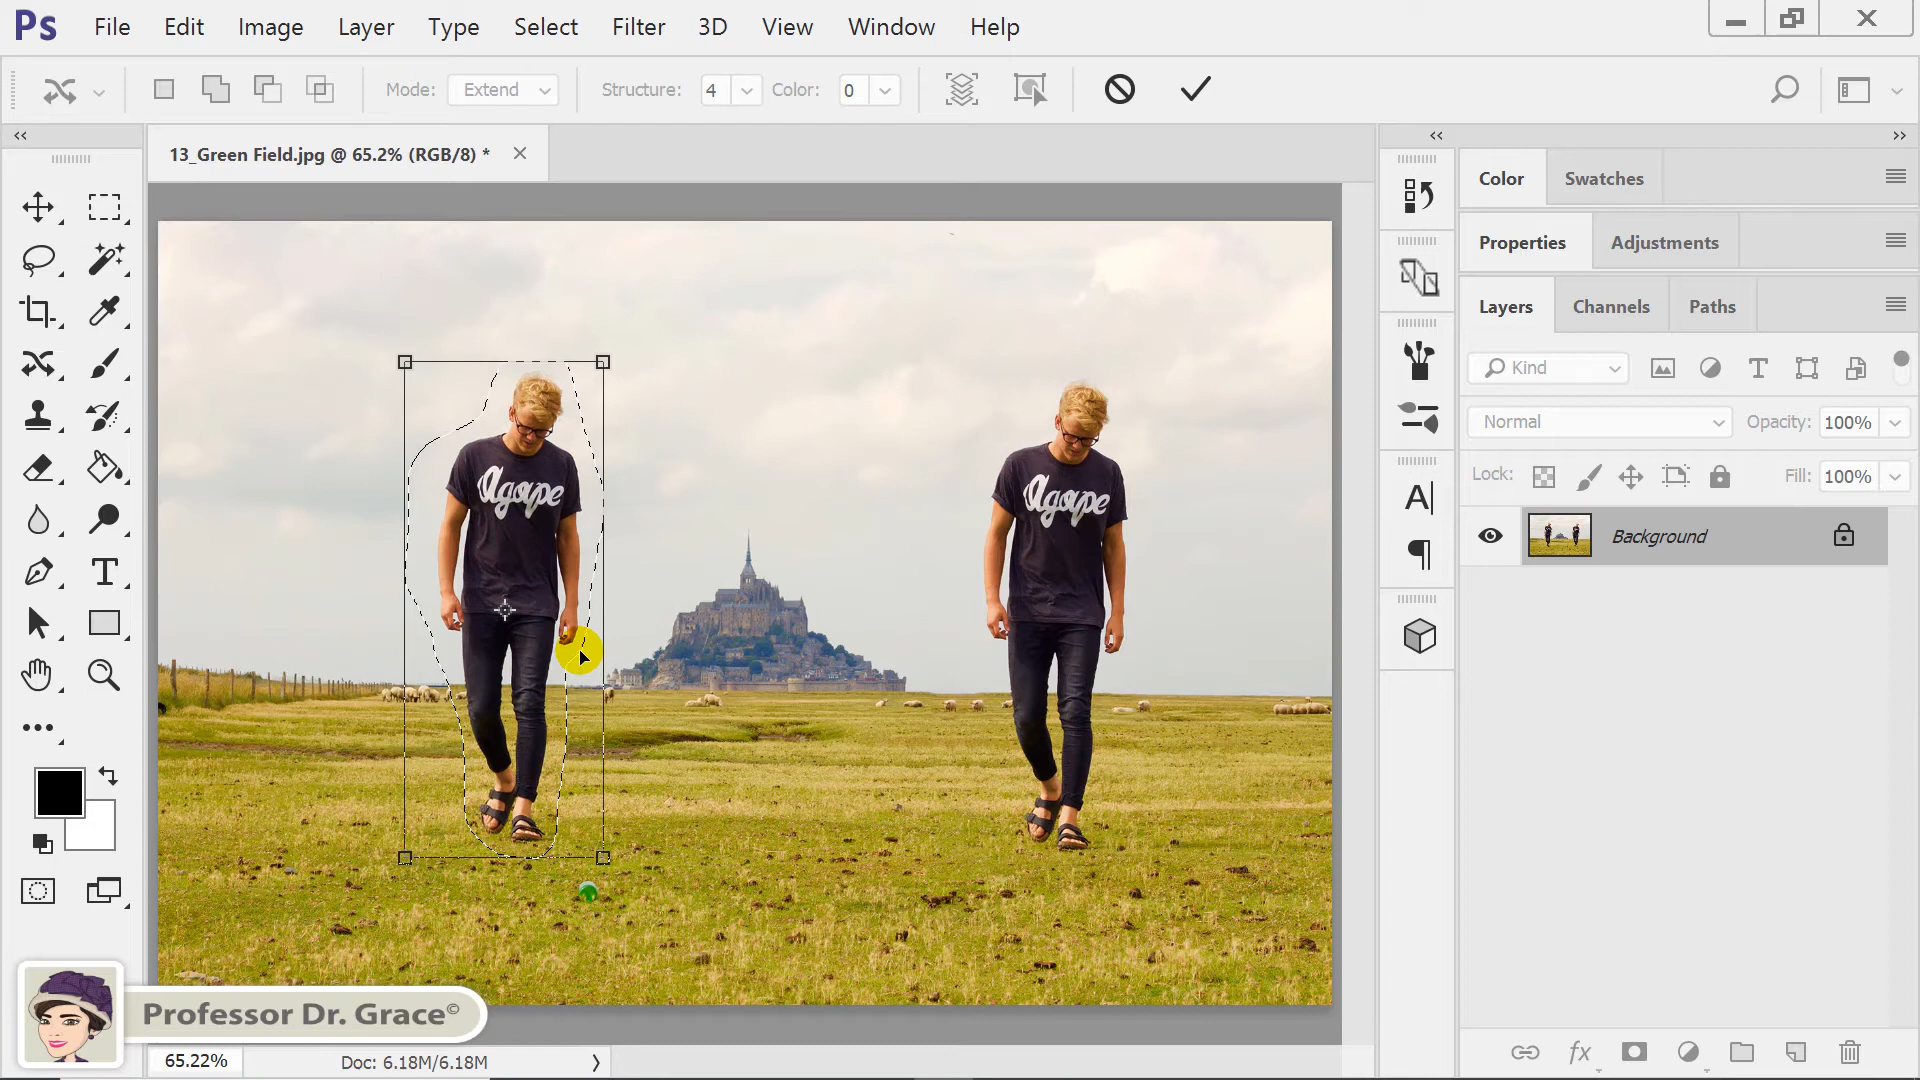 Ps File Edit Image Layer Type Select Filter 3D View Window Help
Mode: Extend Structure: 4 Color: 0
13_Green Field.jpg @ 65.2% (RGB/8) *
Color Swatches
Properties Adjustments
Layers Channels Paths
Kind
Normal Opacity: 100%
Lock: Fill: 100%
Background
agape
agape
Professor Dr. Grace©
65.22% Doc: 6.18M/6.18M
fx